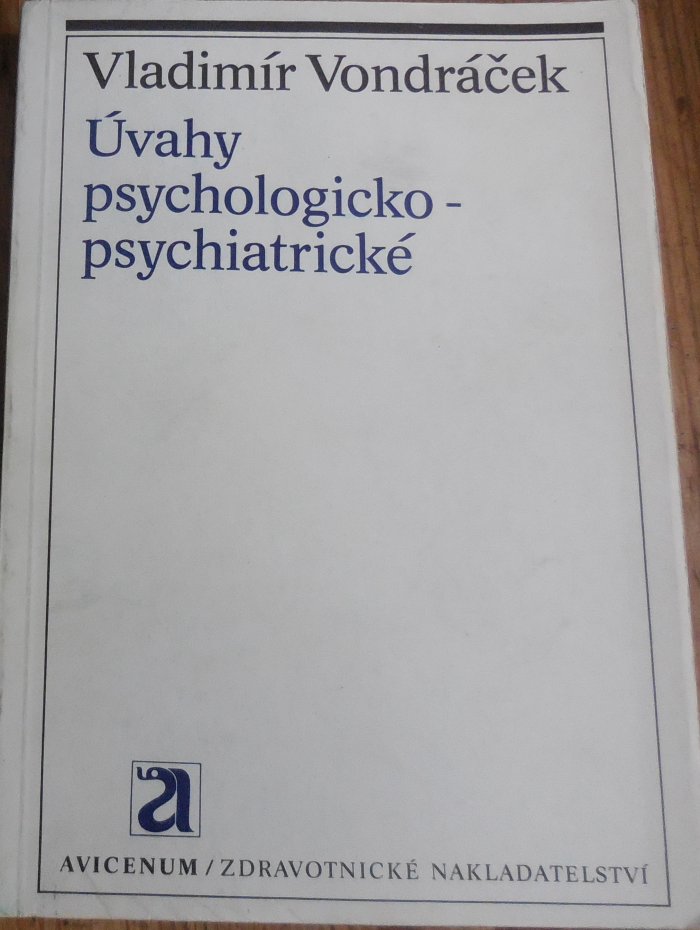 Vladimír Vondráček
Úvahy
psychologicko-
psychiatrické
a
AVICENUM / ZDRAVOTNICKÉ NAKLADATELSTVÍ